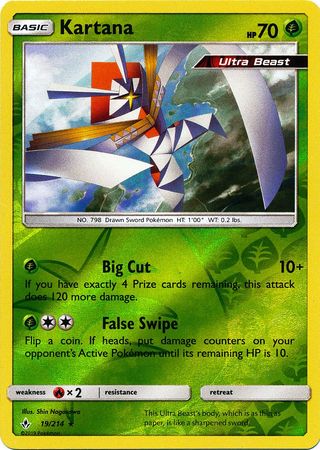 BASIC Kartana HP 70
Ultra Beast
NO. 798 Drawn Sword Pokémon HT: 1'00" WT: 0.2 lbs.
Big Cut 10+
If you have exactly 4 Prize cards remaining, this attack
does 120 more damage.
False Swipe
Flip a coin. If heads, put damage counters on your
opponent's Active Pokémon until its remaining HP is 10.
weakness × 2 resistance retreat
Illus. Shin Nagasawa
19/214
©2019 Pokémon
This Ultra Beast's body, which is as thin as
paper, is like a sharpened sword.